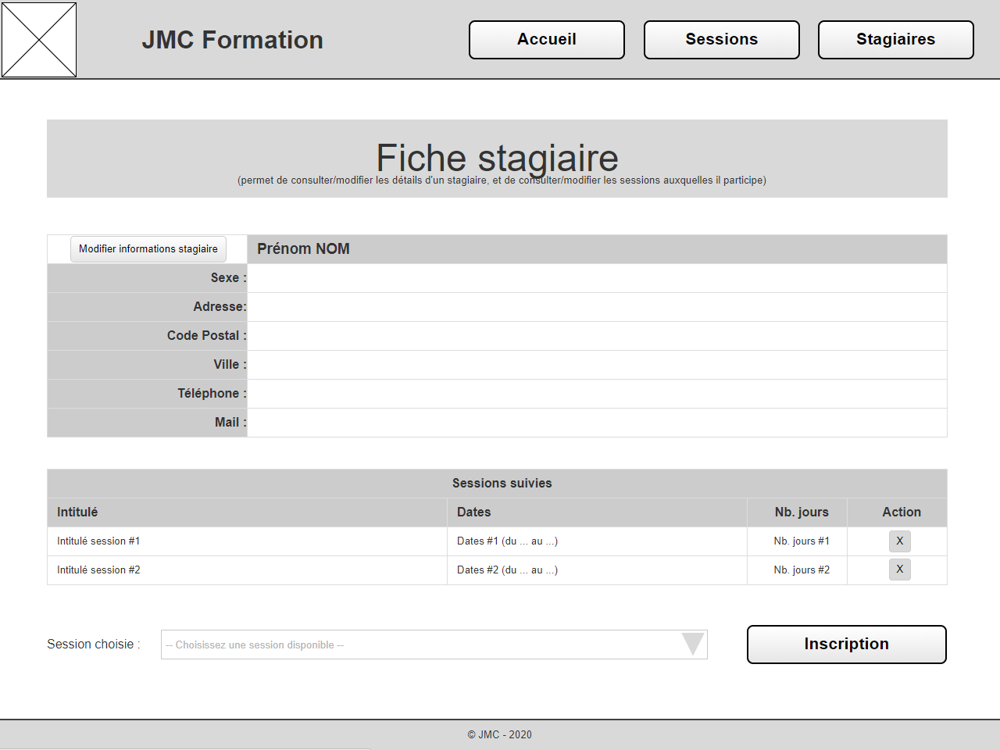 JMC Formation
Accueil
Sessions
Stagiaires
Fiche stagiaire
(permet de consulter/modifier les détails d'un stagiaire, et de consulter/modifier les sessions auxquelles il participe)
Modifier informations stagiaire
Prénom NOM
Sexe :
Adresse:
Code Postal :
Ville :
Téléphone :
Mail :
Sessions suivies
Intitulé Dates Nb. jours Action
Intitulé session #1 Dates #1 (du ... au ...) Nb. jours #1 X
Intitulé session #2 Dates #2 (du ... au ...) Nb. jours #2 X
Session choisie : -- Choisissez une session disponible --
Inscription
© JMC - 2020